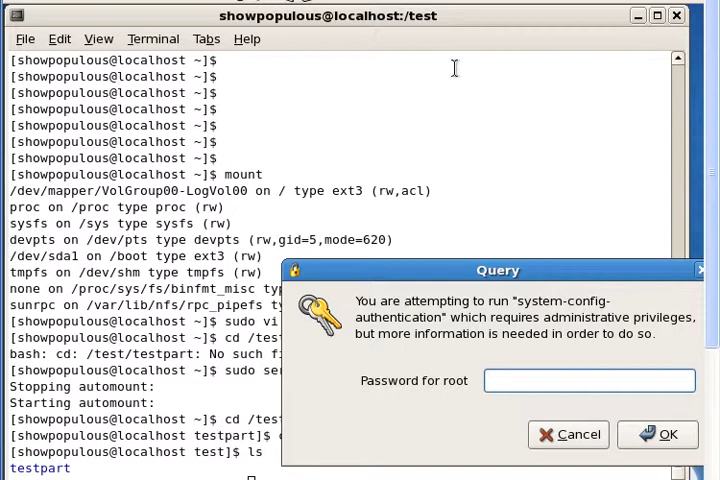 showpopulous@localhost:/test
File Edit View Terminal Tabs Help
[showpopulous@localhost ~]$
[showpopulous@localhost ~]$
[showpopulous@localhost ~]$
[showpopulous@localhost ~]$
[showpopulous@localhost ~]$
[showpopulous@localhost ~]$
[showpopulous@localhost ~]$
[showpopulous@localhost ~]$ mount
/dev/mapper/VolGroup00-LogVol00 on / type ext3 (rw,acl)
proc on /proc type proc (rw)
sysfs on /sys type sysfs (rw)
devpts on /dev/pts type devpts (rw,gid=5,mode=620)
/dev/sda1 on /boot type ext3 (rw)
tmpfs on /dev/shm type tmpfs (rw)
none on /proc/sys/fs/binfmt_misc ty
sunrpc on /var/lib/nfs/rpc_pipefs t
[showpopulous@localhost ~]$ sudo vi
[showpopulous@localhost ~]$ cd /tes
bash: cd: /test/testpart: No such fi
[showpopulous@localhost ~]$ sudo ser
Stopping automount:
Starting automount:
[showpopulous@localhost ~]$ cd /tes
[showpopulous@localhost testpart]$
[showpopulous@localhost test]$ ls
testpart
Query
You are attempting to run "system-config-
authentication" which requires administrative privileges,
but more information is needed in order to do so.
Password for root
Cancel OK